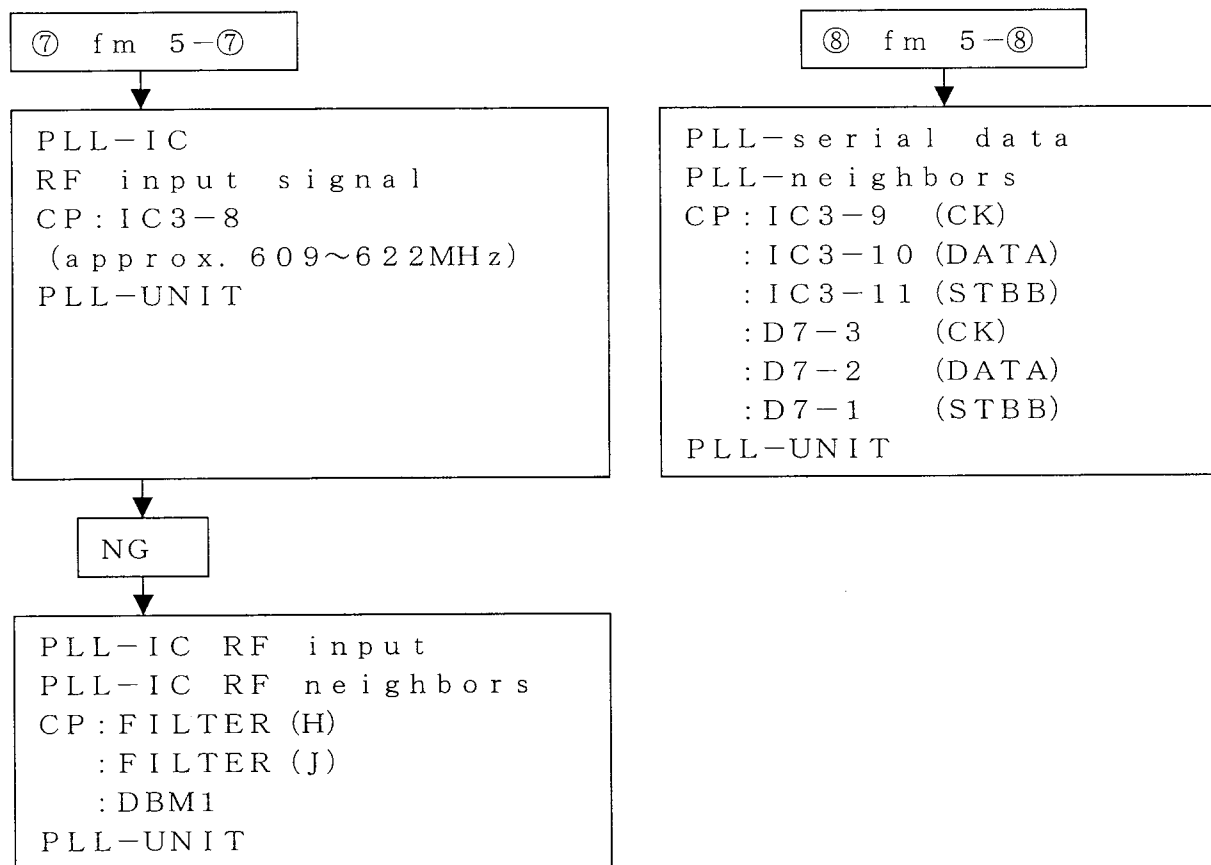 ⑦ fm 5-⑦
PLL-IC
RF input signal
CP:IC3-8
(approx. 609~622MHz)
PLL-UNIT
NG
PLL-IC RF input
PLL-IC RF neighbors
CP:FILTER(H)
:FILTER(J)
:DBM1
PLL-UNIT
⑧ fm 5-⑧
PLL-serial data
PLL-neighbors
CP:IC3-9 (CK)
:IC3-10(DATA)
:IC3-11(STBB)
:D7-3 (CK)
:D7-2 (DATA)
:D7-1 (STBB)
PLL-UNIT